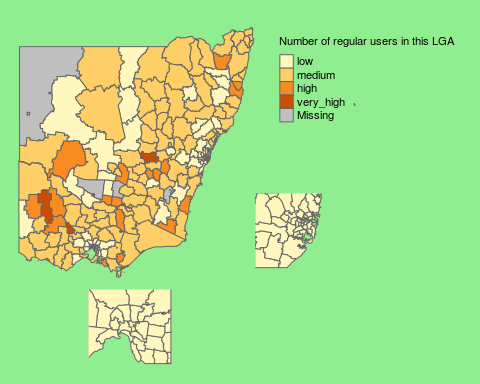 Number of regular users in this LGA
low
medium
high
very_high
Missing